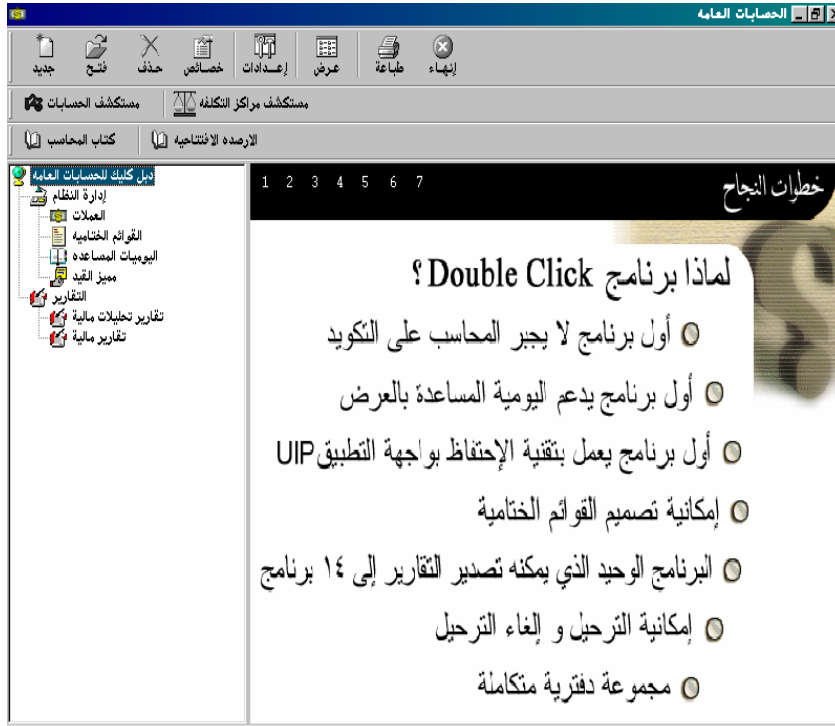 الحسابات العامه
جديد فتح حذف خصائص إعدادات عرض طباعة إنهاء
مستكشف الحسابات مستكشف مراكز التكلفه
كتاب المحاسب الارصده الافتتاحيه
دبل كليك للحسابات العامه
إدارة النظام
العملات
القوائم الختاميه
اليوميات المساعده
مميز القيد
التقارير
تقارير تحليلات مالية
تقارير مالية
1 2 3 4 5 6 7
خطوات النجاح
لماذا برنامج Double Click ؟
أول برنامج لا يجبر المحاسب على التكويد
أول برنامج يدعم اليومية المساعدة بالعرض
أول برنامج يعمل بتقنية الإحتفاظ بواجهة التطبيق UIP
إمكانية تصميم القوائم الختامية
البرنامج الوحيد الذي يمكنه تصدير التقارير إلى ١٤ برنامج
إمكانية الترحيل و إلغاء الترحيل
مجموعة دفترية متكاملة